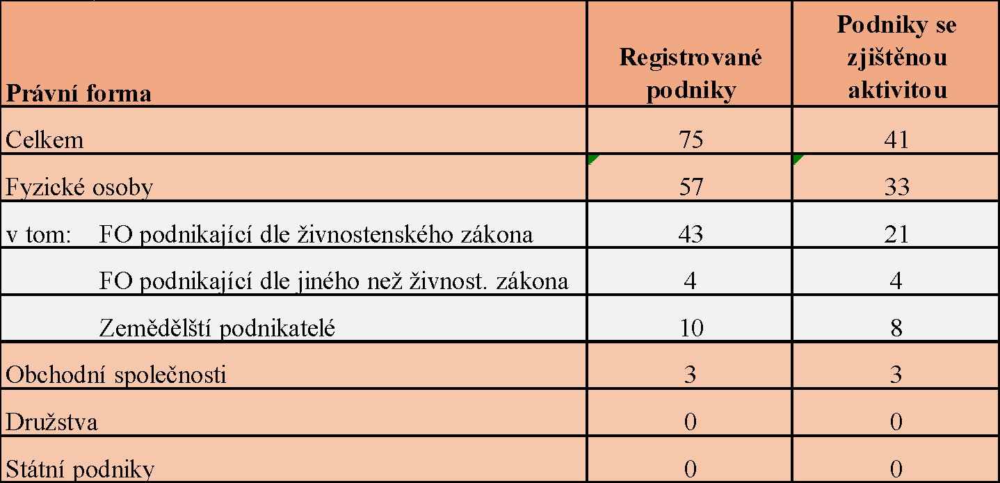 Právní forma
Registrované
podniky
Podniky se
zjištěnou
aktivitou
Celkem 75 41
Fyzické osoby 57 33
v tom: FO podnikající dle živnostenského zákona 43 21
FO podnikající dle jiného než živnost. zákona 4 4
Zemědělští podnikatelé 10 8
Obchodní společnosti 3 3
Družstva 0 0
Státní podniky 0 0